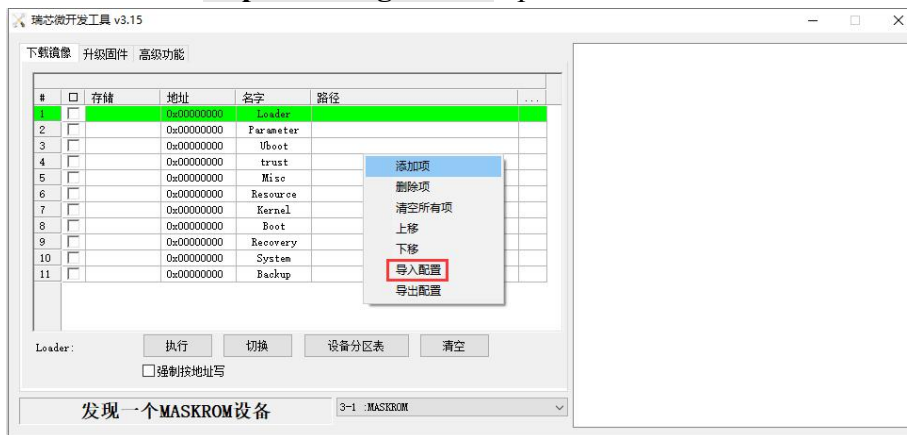 瑞芯微开发工具 v3.15
下载镜像 升级固件 高级功能
# 存储 地址 名字 路径 ...
1 0x00000000 Loader
2 0x00000000 Parameter
3 0x00000000 Uboot
4 0x00000000 trust
5 0x00000000 Misc
6 0x00000000 Resource
7 0x00000000 Kernel
8 0x00000000 Boot
9 0x00000000 Recovery
10 0x00000000 System
11 0x00000000 Backup
添加项
删除项
清空所有项
上移
下移
导入配置
导出配置
Loader: 执行 切换 设备分区表 清空
强制按地址写
发现一个MASKROM设备 3-1 :MASKROM